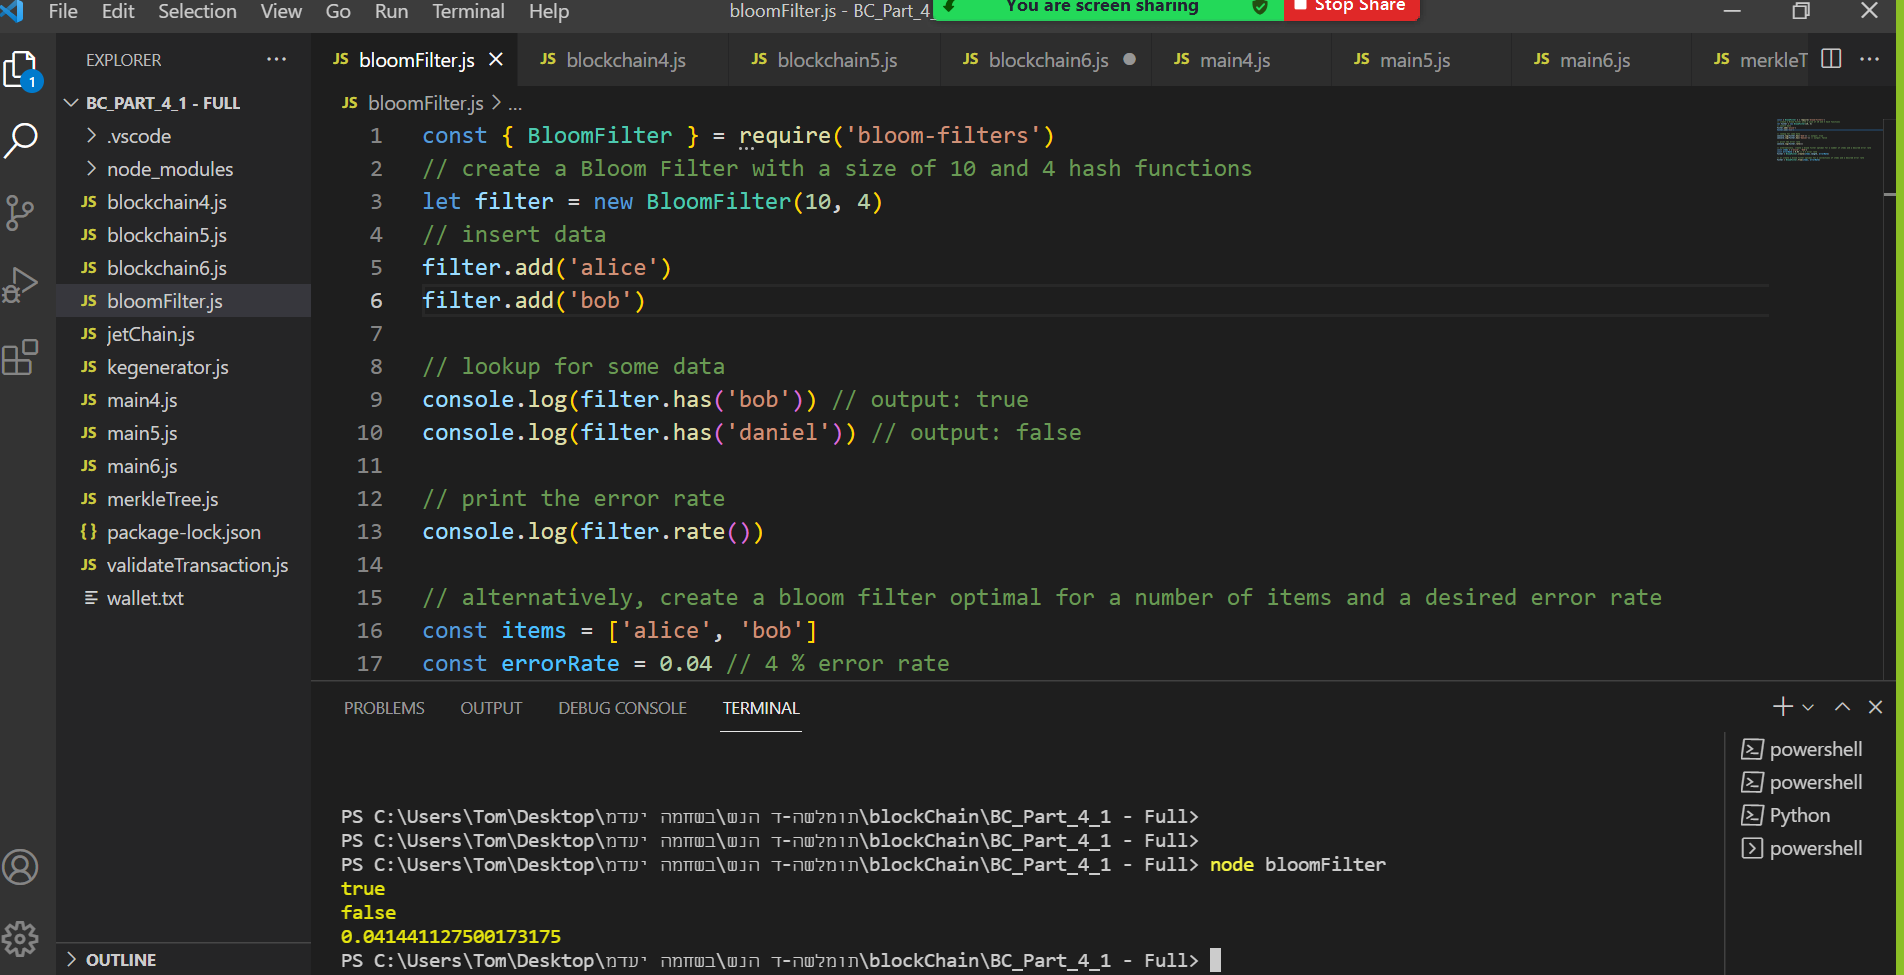 File Edit Selection View Go Run Terminal Help
bloomFilter.js - BC_Part_4_
You are screen sharing
Stop Share
1
EXPLORER
BC_PART_4_1 - FULL
.vscode
node_modules
JS blockchain4.js
JS blockchain5.js
JS blockchain6.js
JS bloomFilter.js
JS jetChain.js
JS kegenerator.js
JS main4.js
JS main5.js
JS main6.js
JS merkleTree.js
{} package-lock.json
JS validateTransaction.js
wallet.txt
OUTLINE
JS bloomFilter.js JS blockchain4.js JS blockchain5.js JS blockchain6.js JS main4.js JS main5.js JS main6.js JS merkleT
JS bloomFilter.js > ...
1 const { BloomFilter } = require('bloom-filters')
2 // create a Bloom Filter with a size of 10 and 4 hash functions
3 let filter = new BloomFilter(10, 4)
4 // insert data
5 filter.add('alice')
6 filter.add('bob')
7
8 // lookup for some data
9 console.log(filter.has('bob')) // output: true
10 console.log(filter.has('daniel')) // output: false
11
12 // print the error rate
13 console.log(filter.rate())
14
15 // alternatively, create a bloom filter optimal for a number of items and a desired error rate
16 const items = ['alice', 'bob']
17 const errorRate = 0.04 // 4 % error rate
PROBLEMS OUTPUT DEBUG CONSOLE TERMINAL
PS C:\Users\Tom\Desktop\תומלשה-ד הנש\בשחמה יעדמ\blockChain\BC_Part_4_1 - Full>
PS C:\Users\Tom\Desktop\תומלשה-ד הנש\בשחמה יעדמ\blockChain\BC_Part_4_1 - Full>
PS C:\Users\Tom\Desktop\תומלשה-ד הנש\בשחמה יעדמ\blockChain\BC_Part_4_1 - Full> node bloomFilter
true
false
0.041441127500173175
PS C:\Users\Tom\Desktop\תומלשה-ד הנש\בשחמה יעדמ\blockChain\BC_Part_4_1 - Full>
powershell
powershell
Python
powershell